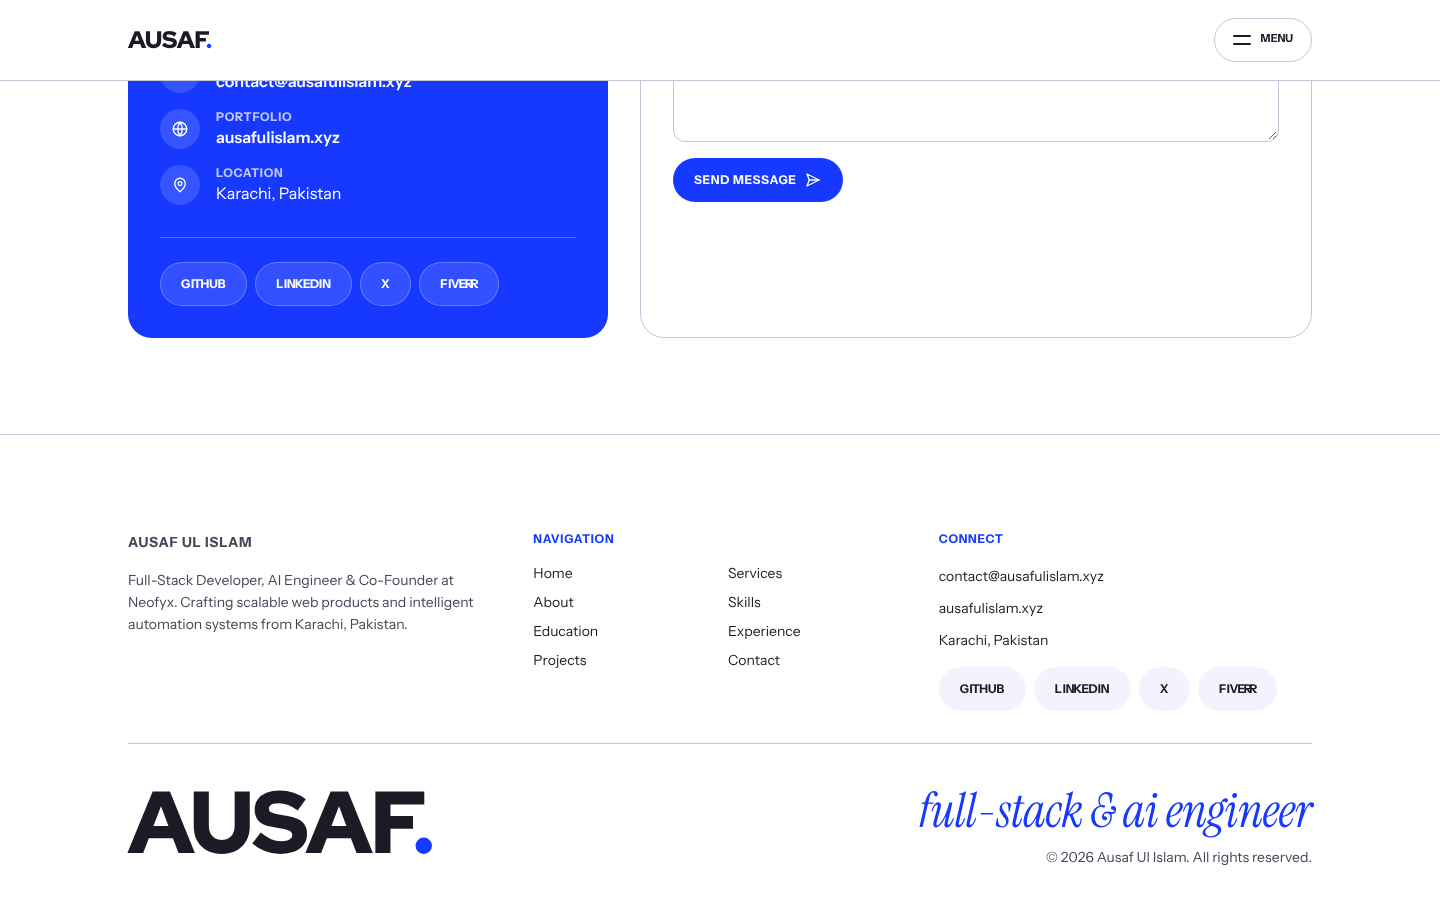 AUSAF.
MENU
contact@ausafulislam.xyz
PORTFOLIO
ausafulislam.xyz
LOCATION
Karachi, Pakistan
GITHUB
LINKEDIN
X
FIVERR
SEND MESSAGE
AUSAF UL ISLAM
Full-Stack Developer, AI Engineer & Co-Founder at
Neofyx. Crafting scalable web products and intelligent
automation systems from Karachi, Pakistan.
NAVIGATION
Home
About
Education
Projects
Services
Skills
Experience
Contact
CONNECT
contact@ausafulislam.xyz
ausafulislam.xyz
Karachi, Pakistan
GITHUB
LINKEDIN
X
FIVERR
AUSAF.
full-stack & ai engineer
© 2026 Ausaf Ul Islam. All rights reserved.